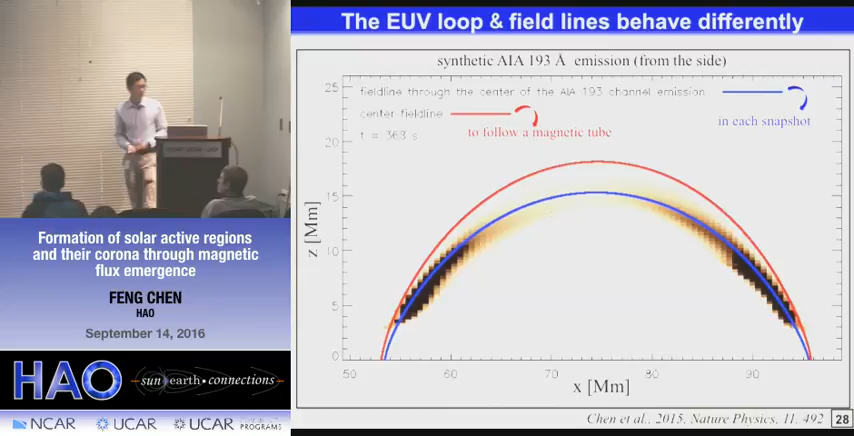 The EUV loop & field lines behave differently
synthetic AIA 193 Å emission (from the side)
fieldline through the center of the AIA 193 channel emission
center fieldline
to follow a magnetic tube
in each snapshot
t = 368 s
25
20
15
10
5
0
z [Mm]
50
60
70
80
90
x [Mm]
Chen et al., 2015, Nature Physics, 11, 492
28
Formation of solar active regions
and their corona through magnetic
flux emergence
FENG CHEN
HAO
September 14, 2016
HAO
sun earth • connections
NCAR
UCAR
UCAR
PROGRAMS